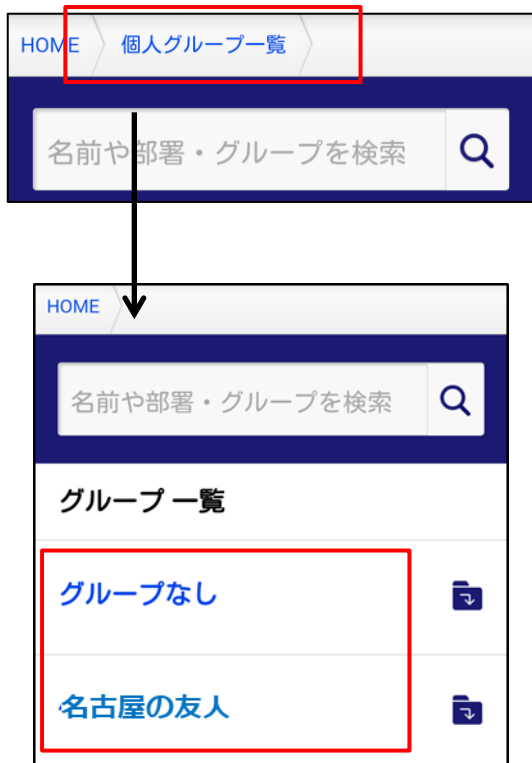 HOME 個人グループ一覧
名前や部署・グループを検索
HOME
名前や部署・グループを検索
グループ 一覧
グループなし
名古屋の友人